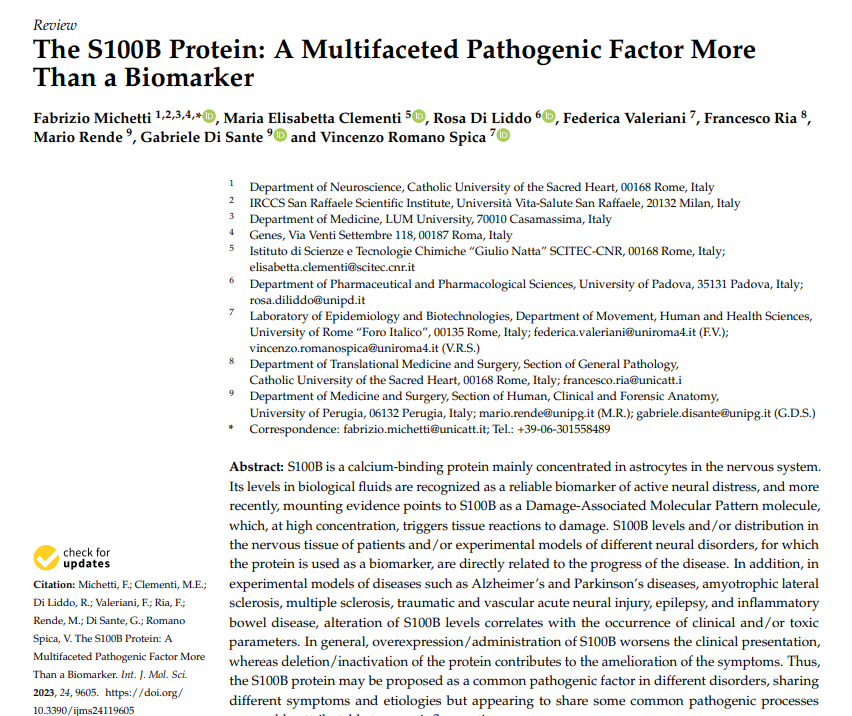 Review
The S100B Protein: A Multifaceted Pathogenic Factor More
Than a Biomarker
Fabrizio Michetti 1,2,3,4,*, Maria Elisabetta Clementi 5, Rosa Di Liddo 6, Federica Valeriani 7, Francesco Ria 8,
Mario Rende 9, Gabriele Di Sante 9 and Vincenzo Romano Spica 7
1 Department of Neuroscience, Catholic University of the Sacred Heart, 00168 Rome, Italy
2 IRCCS San Raffaele Scientific Institute, Università Vita-Salute San Raffaele, 20132 Milan, Italy
3 Department of Medicine, LUM University, 70010 Casamassima, Italy
4 Genes, Via Venti Settembre 118, 00187 Roma, Italy
5 Istituto di Scienze e Tecnologie Chimiche “Giulio Natta” SCITEC-CNR, 00168 Rome, Italy;
elisabetta.clementi@scitec.cnr.it
6 Department of Pharmaceutical and Pharmacological Sciences, University of Padova, 35131 Padova, Italy;
rosa.diliddo@unipd.it
7 Laboratory of Epidemiology and Biotechnologies, Department of Movement, Human and Health Sciences,
University of Rome “Foro Italico”, 00135 Rome, Italy; federica.valeriani@uniroma4.it (F.V.);
vincenzo.romanospica@uniroma4.it (V.R.S.)
8 Department of Translational Medicine and Surgery, Section of General Pathology,
Catholic University of the Sacred Heart, 00168 Rome, Italy; francesco.ria@unicatt.i
9 Department of Medicine and Surgery, Section of Human, Clinical and Forensic Anatomy,
University of Perugia, 06132 Perugia, Italy; mario.rende@unipg.it (M.R.); gabriele.disante@unipg.it (G.D.S.)
* Correspondence: fabrizio.michetti@unicatt.it; Tel.: +39-06-301558489
Abstract: S100B is a calcium-binding protein mainly concentrated in astrocytes in the nervous system.
Its levels in biological fluids are recognized as a reliable biomarker of active neural distress, and more
recently, mounting evidence points to S100B as a Damage-Associated Molecular Pattern molecule,
which, at high concentration, triggers tissue reactions to damage. S100B levels and/or distribution in
the nervous tissue of patients and/or experimental models of different neural disorders, for which
the protein is used as a biomarker, are directly related to the progress of the disease. In addition, in
experimental models of diseases such as Alzheimer’s and Parkinson’s diseases, amyotrophic lateral
sclerosis, multiple sclerosis, traumatic and vascular acute neural injury, epilepsy, and inflammatory
bowel disease, alteration of S100B levels correlates with the occurrence of clinical and/or toxic
parameters. In general, overexpression/administration of S100B worsens the clinical presentation,
whereas deletion/inactivation of the protein contributes to the amelioration of the symptoms. Thus,
the S100B protein may be proposed as a common pathogenic factor in different disorders, sharing
different symptoms and etiologies but appearing to share some common pathogenic processes
check for
updates
Citation: Michetti, F.; Clementi, M.E.;
Di Liddo, R.; Valeriani, F.; Ria, F.;
Rende, M.; Di Sante, G.; Romano
Spica, V. The S100B Protein: A
Multifaceted Pathogenic Factor More
Than a Biomarker. Int. J. Mol. Sci.
2023, 24, 9605. https://doi.org/
10.3390/ijms24119605